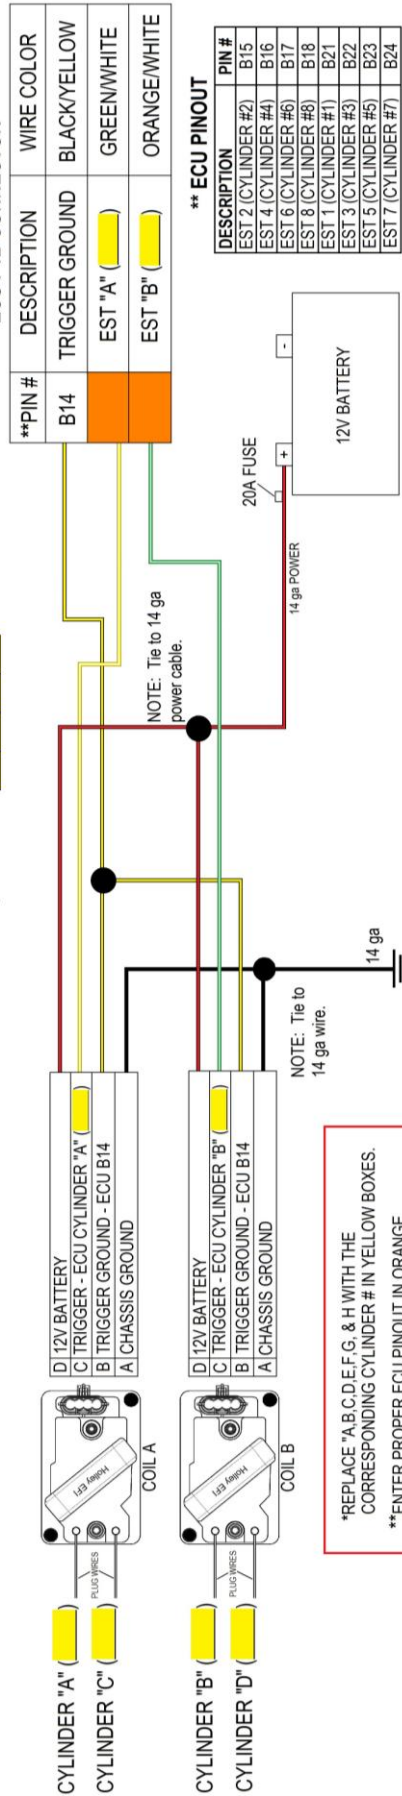 **PIN # DESCRIPTION WIRE COLOR
B14 TRIGGER GROUND BLACK/YELLOW
EST "A" ( ) GREEN/WHITE
EST "B" ( ) ORANGE/WHITE
** ECU PINOUT
DESCRIPTION PIN #
EST 2 (CYLINDER #2) B15
EST 4 (CYLINDER #4) B16
EST 6 (CYLINDER #6) B17
EST 8 (CYLINDER #8) B18
EST 1 (CYLINDER #1) B21
EST 3 (CYLINDER #3) B22
EST 5 (CYLINDER #5) B23
EST 7 (CYLINDER #7) B24
CYLINDER "A" ( )
CYLINDER "C" ( )
PLUG WIRES
Holley EFI
COIL A
D 12V BATTERY
C TRIGGER - ECU CYLINDER "A" ( )
B TRIGGER GROUND - ECU B14
A CHASSIS GROUND
NOTE: Tie to 14 ga
power cable.
20A FUSE
+
-
12V BATTERY
14 ga POWER
CYLINDER "B" ( )
CYLINDER "D" ( )
PLUG WIRES
Holley EFI
COIL B
D 12V BATTERY
C TRIGGER - ECU CYLINDER "B" ( )
B TRIGGER GROUND - ECU B14
A CHASSIS GROUND
NOTE: Tie to
14 ga wire.
14 ga
*REPLACE "A,B,C,D,E,F,G, & H WITH THE
CORRESPONDING CYLINDER # IN YELLOW BOXES.
**ENTER PROPER ECU PINOUT IN ORANGE